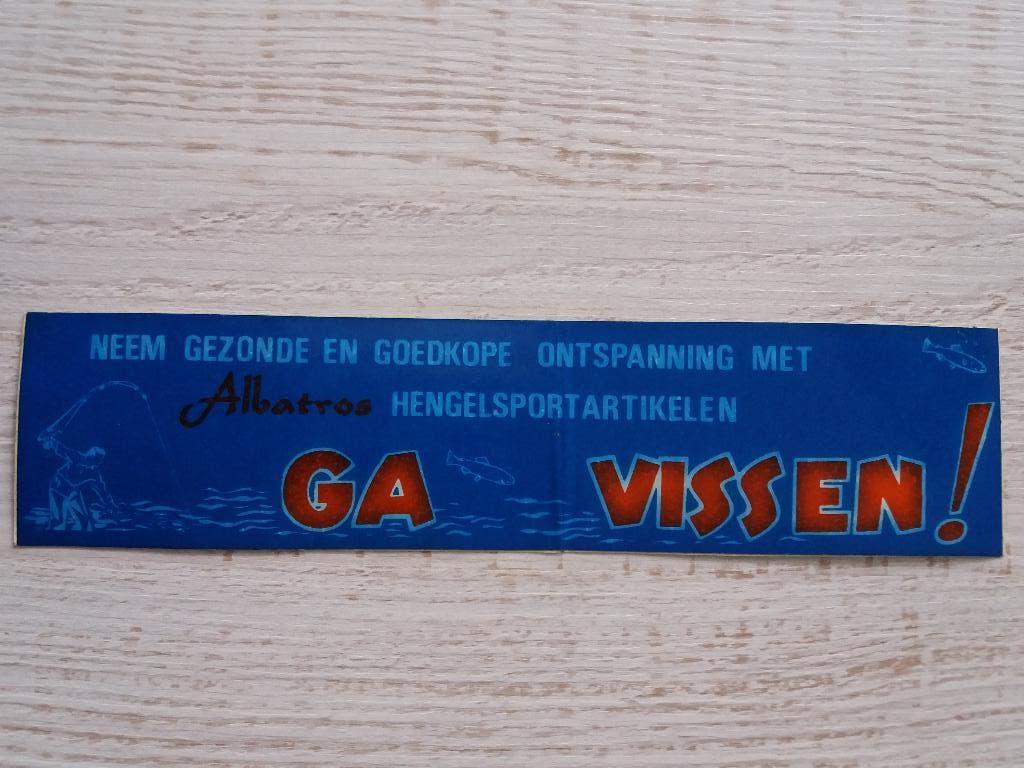 NEEM GEZONDE EN GOEDKOPE ONTSPANNING MET
Albatros HENGELSPORTARTIKELEN
GA VISSEN!